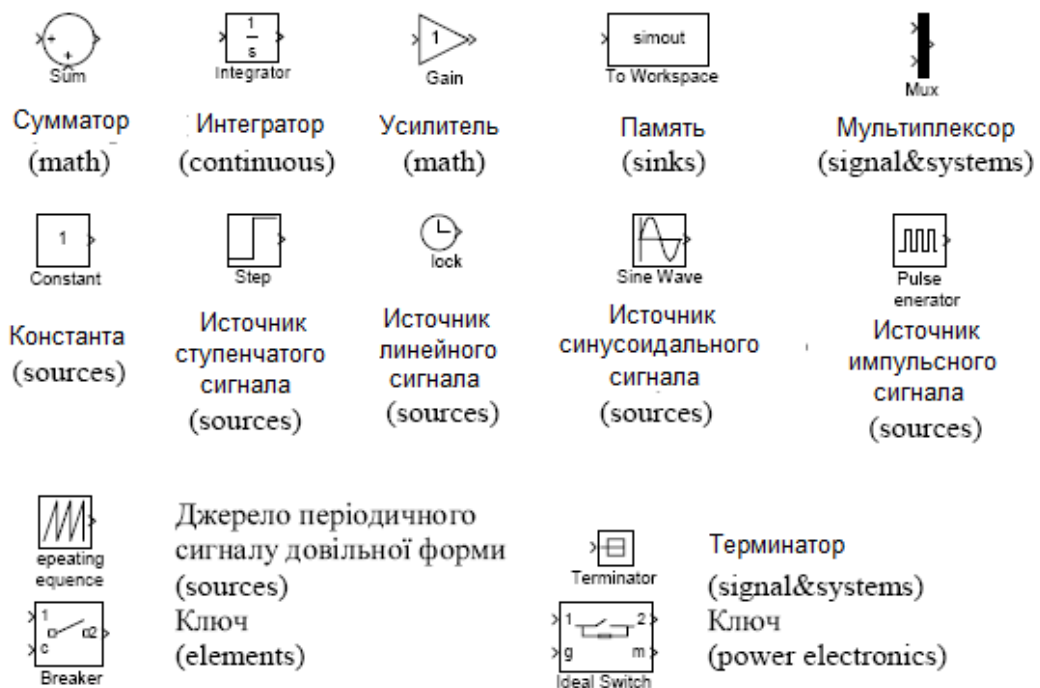 +
+
Sum
1
s
Integrator
1
Gain
simout
To Workspace
Mux
Сумматор
(math)
Интегратор
(continuous)
Усилитель
(math)
Память
(sinks)
Мультиплексор
(signal&systems)
1
Constant
Step
lock
Sine Wave
Pulse
enerator
Константа
(sources)
Источник
ступенчатого
сигнала
(sources)
Источник
линейного
сигнала
(sources)
Источник
синусоидального
сигнала
(sources)
Источник
импульсного
сигнала
(sources)
epeating
equence
Джерело періодичного
сигналу довільної форми
(sources)
Terminator
Терминатор
(signal&systems)
1
2
c
Breaker
Ключ
(elements)
1
2
g
m
Ideal Switch
Ключ
(power electronics)